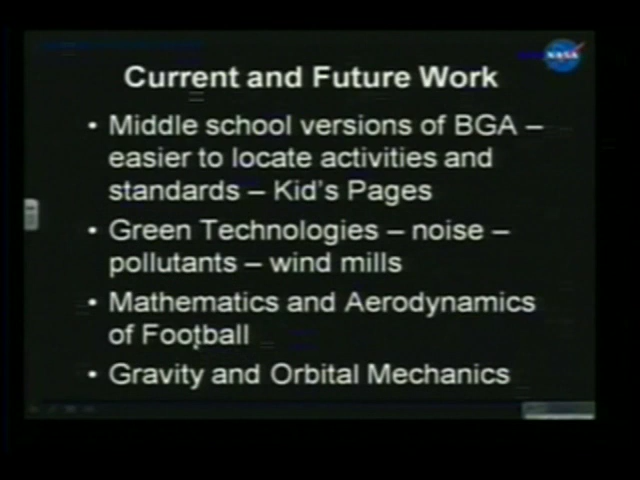 NASA
Current and Future Work
• Middle school versions of BGA –
easier to locate activities and
standards – Kid's Pages
• Green Technologies – noise –
pollutants – wind mills
• Mathematics and Aerodynamics
of Football
• Gravity and Orbital Mechanics